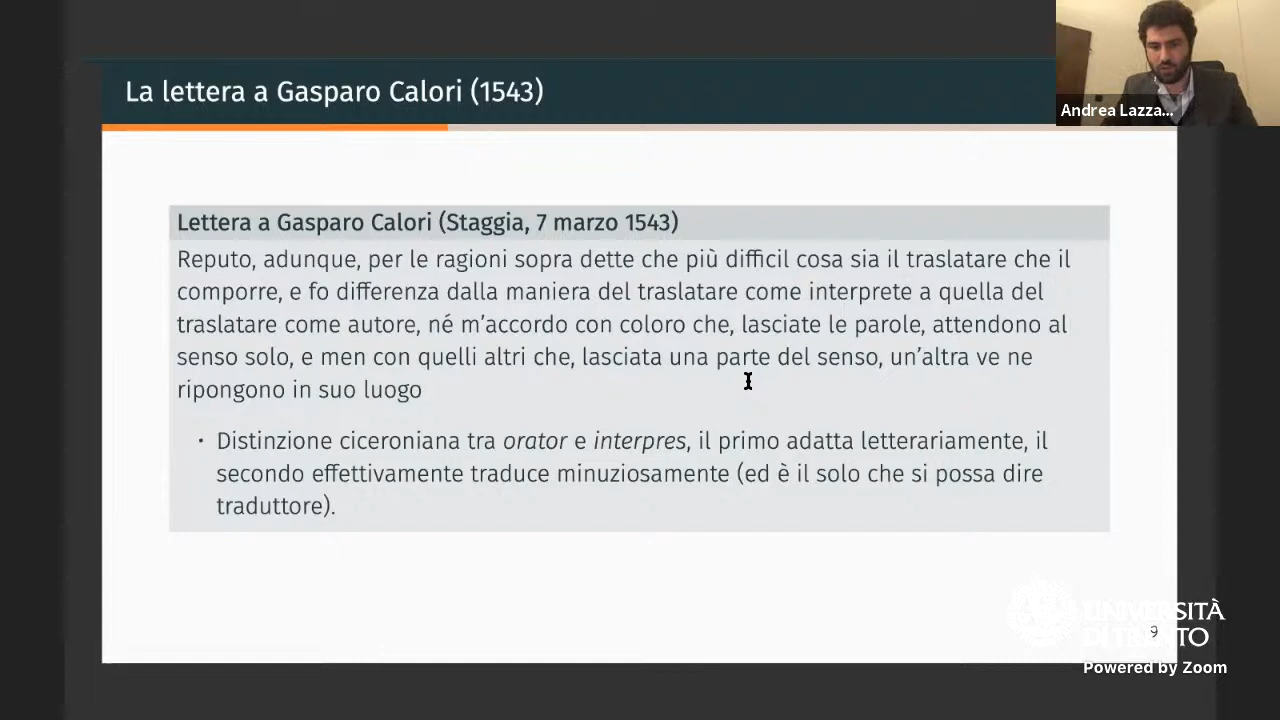 La lettera a Gasparo Calori (1543)
Andrea Lazza...
Lettera a Gasparo Calori (Staggia, 7 marzo 1543)
Reputo, adunque, per le ragioni sopra dette che più difficil cosa sia il traslatare che il
comporre, e fo differenza dalla maniera del traslatare come interprete a quella del
traslatare come autore, né m’accordo con coloro che, lasciate le parole, attendono al
senso solo, e men con quelli altri che, lasciata una parte del senso, un’altra ve ne
ripongono in suo luogo
• Distinzione ciceroniana tra orator e interpres, il primo adatta letterariamente, il
secondo effettivamente traduce minuziosamente (ed è il solo che si possa dire
traduttore).
UNIVERSITÀ
DI TRENTO
9
Powered by Zoom